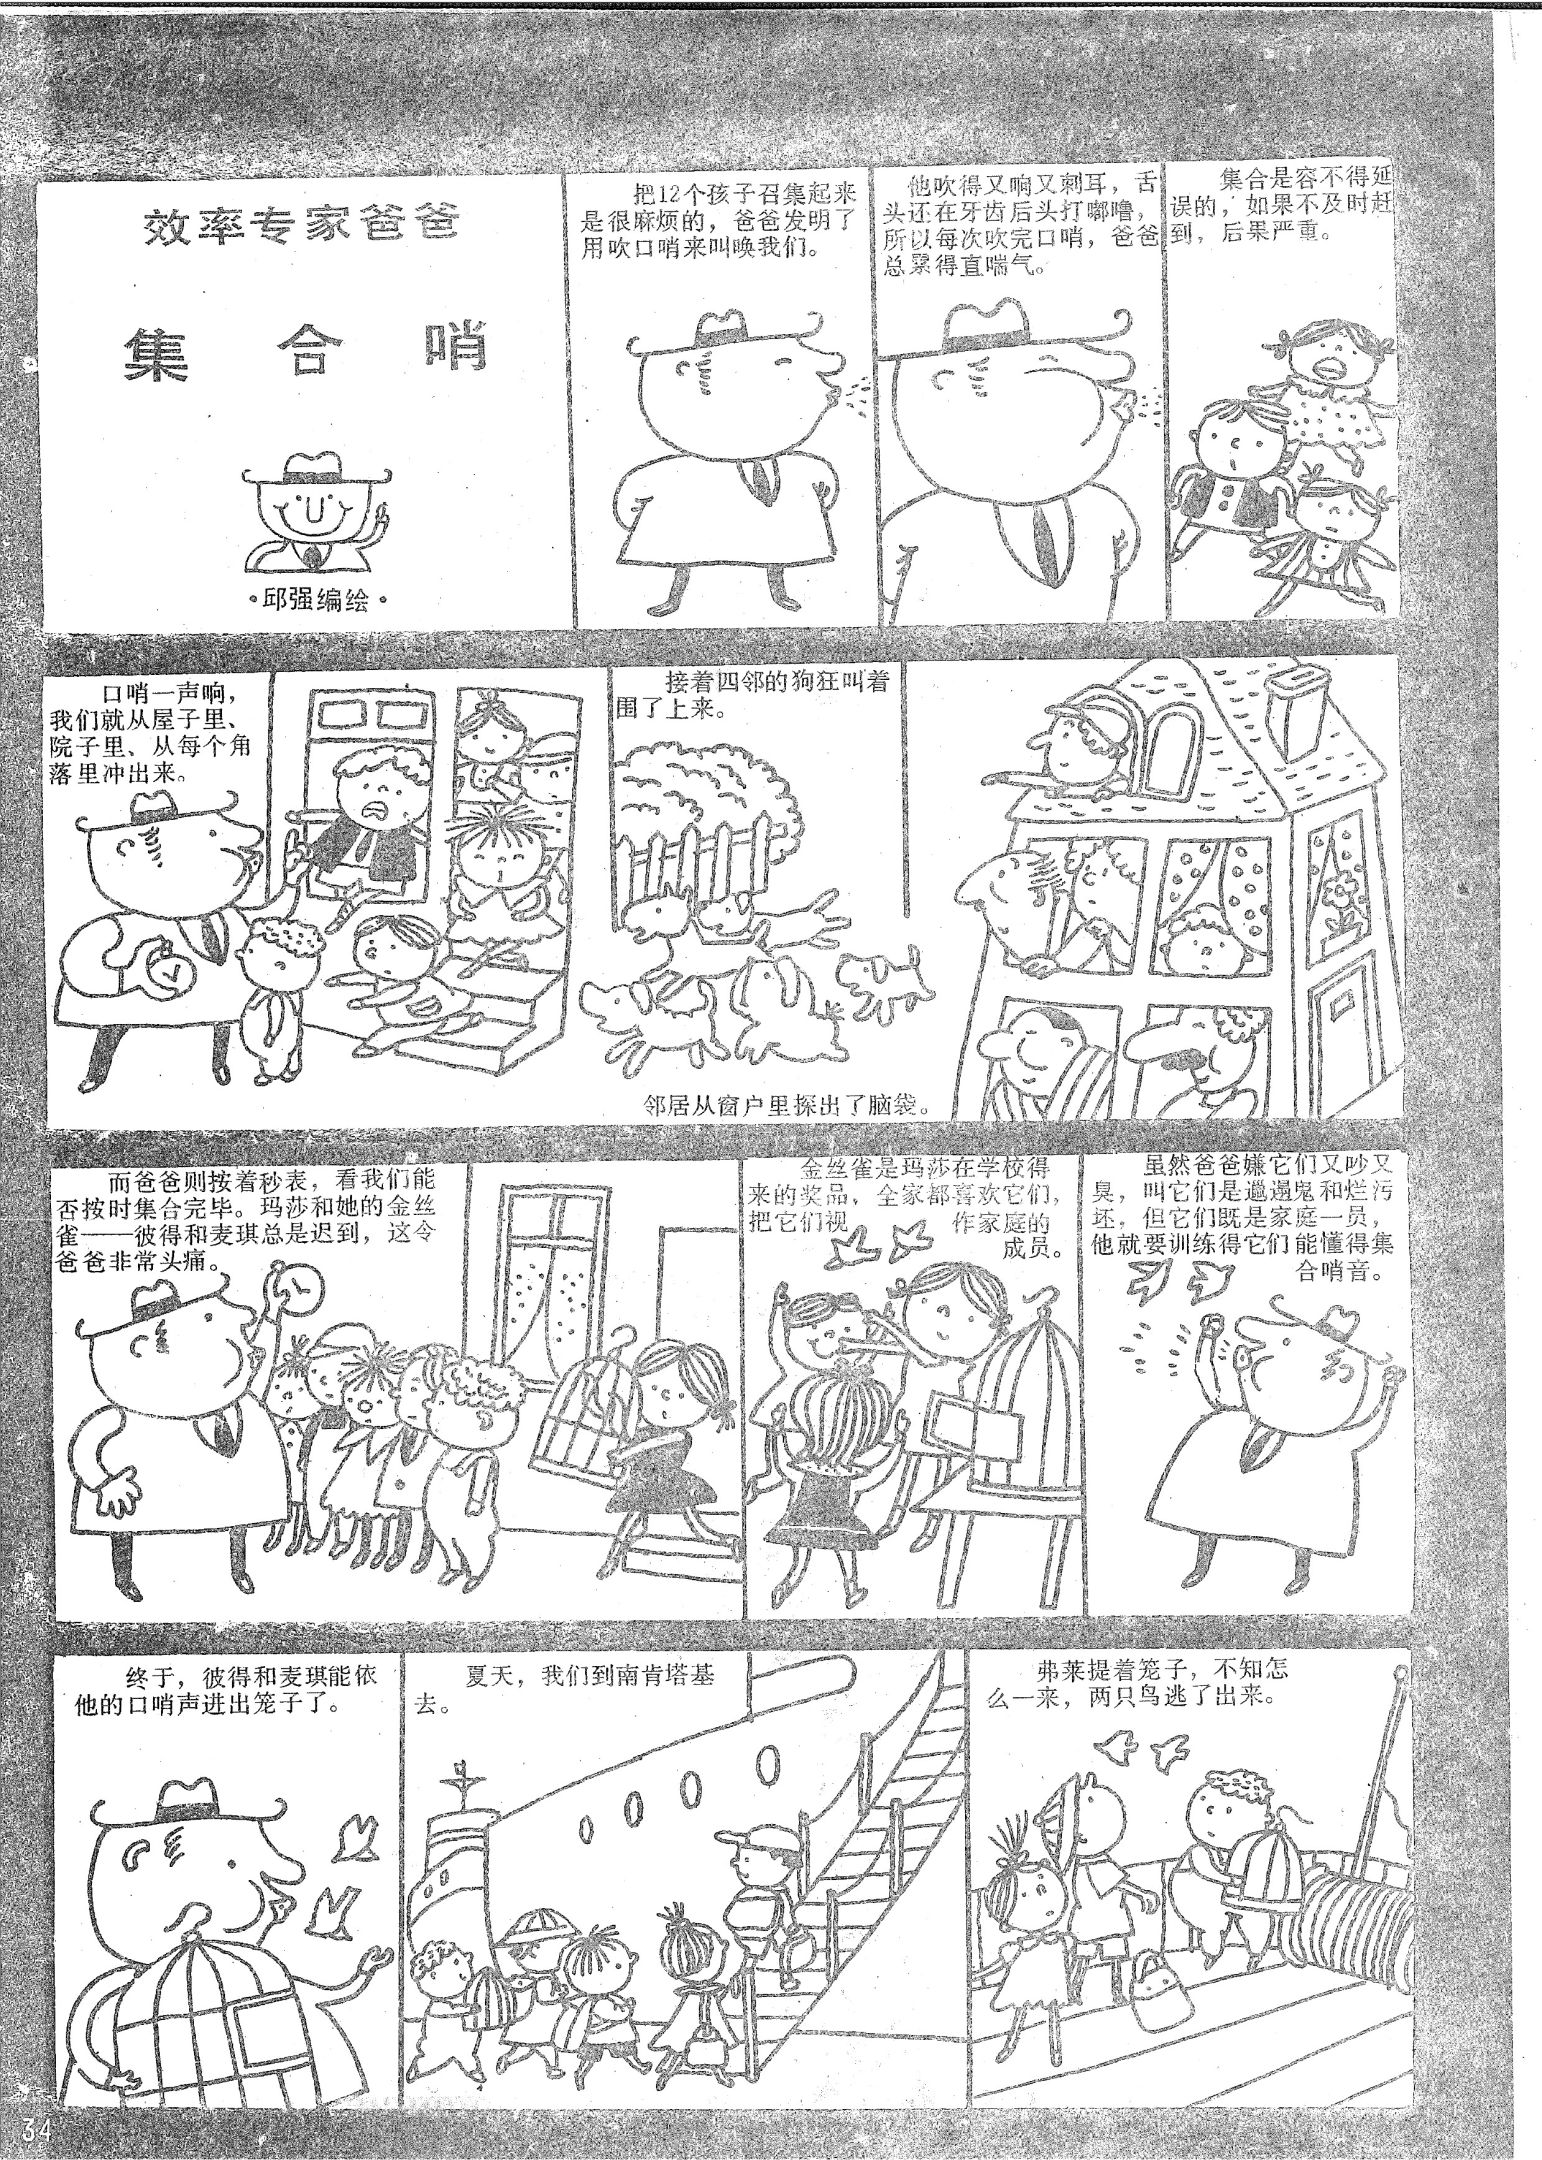 效率专家爸爸
集合哨
·邱强编绘·
把12个孩子召集起来
是很麻烦的，爸爸发明了
用吹口哨来叫唤我们。
他吹得又响又刺耳，舌
头还在牙齿后头打嘟噜，
所以每次吹完口哨，爸爸
总累得直喘气。
集合是容不得延
误的，如果不及时赶
到，后果严重。
口哨一声响，
我们就从屋子里、
院子里、从每个角
落里冲出来。
接着四邻的狗狂叫着
围了上来。
邻居从窗户里探出了脑袋。
而爸爸则按着秒表，看我们能
否按时集合完毕。玛莎和她的金丝
雀——彼得和麦琪总是迟到，这令
爸爸非常头痛。
金丝雀是玛莎在学校得
来的奖品，全家都喜欢它们，
把它们视作家庭的
成员。
虽然爸爸嫌它们又吵又
臭，叫它们是邋遢鬼和烂污
坯，但它们既是家庭一员，
他就要训练得它们能懂得集
合哨音。
终于，彼得和麦琪能依
他的口哨声进出笼子了。
夏天，我们到南肯塔基
去。
弗莱提着笼子，不知怎
么一来，两只鸟逃了出来。
34